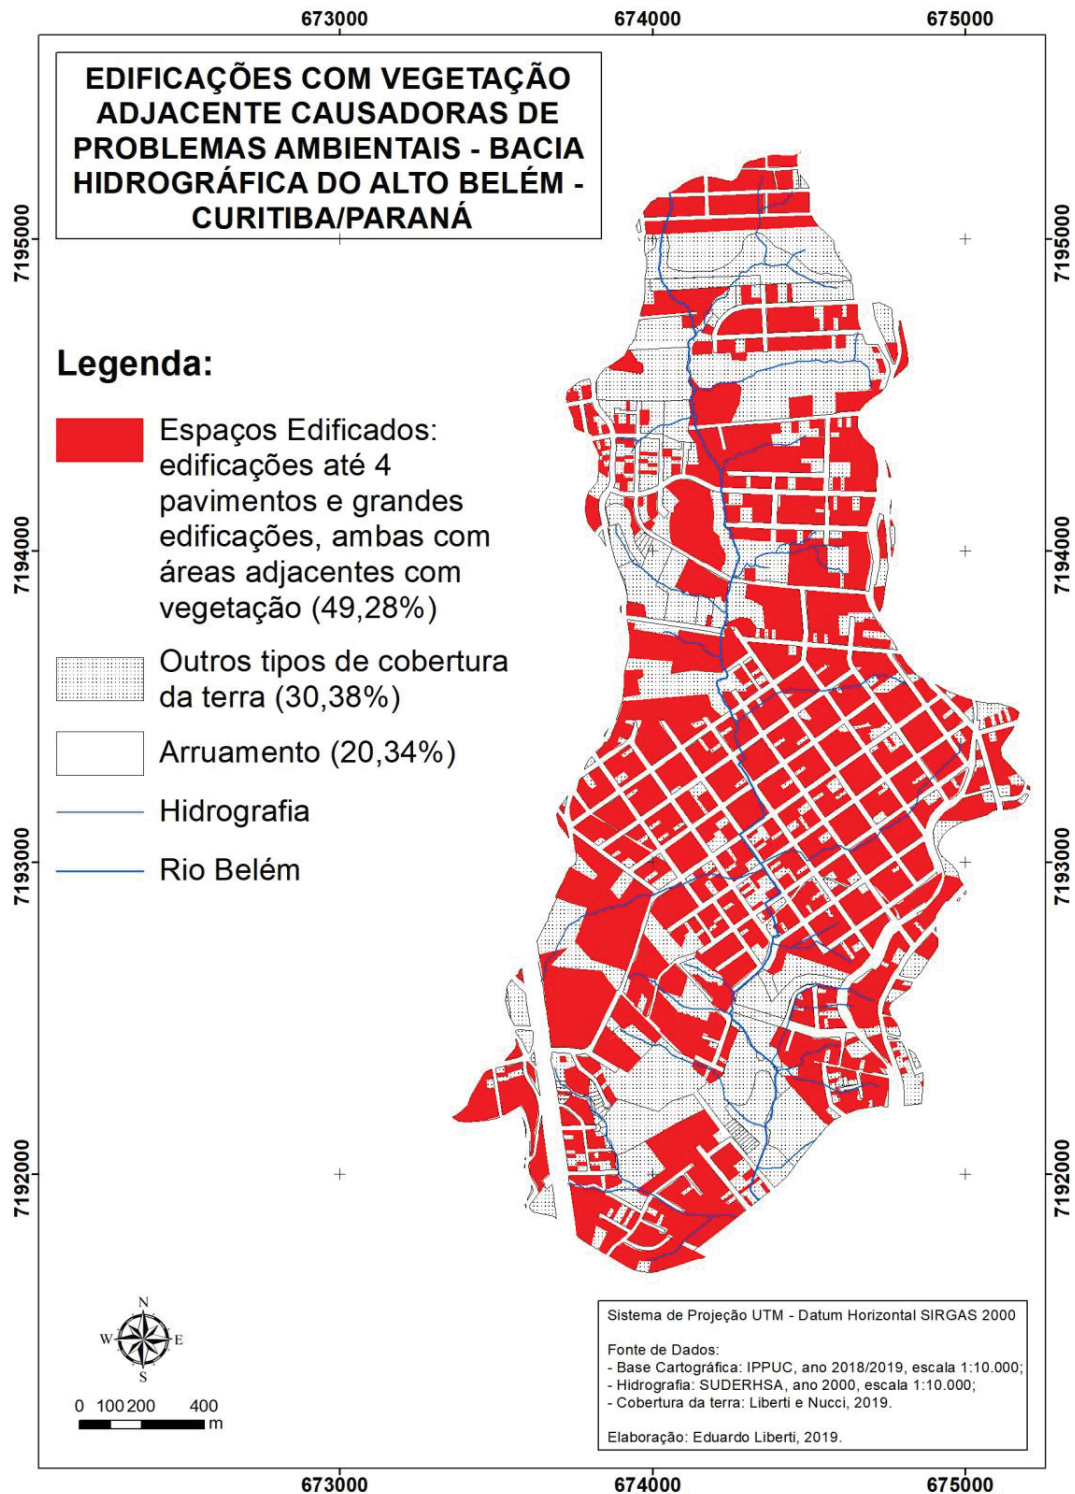 673000 674000 675000
EDIFICAÇÕES COM VEGETAÇÃO
ADJACENTE CAUSADORAS DE
PROBLEMAS AMBIENTAIS - BACIA
HIDROGRÁFICA DO ALTO BELÉM -
CURITIBA/PARANÁ
7195000 7195000
Legenda:
Espaços Edificados:
edificações até 4
pavimentos e grandes
edificações, ambas com
áreas adjacentes com
vegetação (49,28%)
7194000 7194000
Outros tipos de cobertura
da terra (30,38%)
Arruamento (20,34%)
Hidrografia
Rio Belém
7193000 7193000
7192000 7192000
N
W E
S
0 100 200 400
m
Sistema de Projeção UTM - Datum Horizontal SIRGAS 2000
Fonte de Dados:
- Base Cartográfica: IPPUC, ano 2018/2019, escala 1:10.000;
- Hidrografia: SUDERHSA, ano 2000, escala 1:10.000;
- Cobertura da terra: Liberti e Nucci, 2019.
Elaboração: Eduardo Liberti, 2019.
673000 674000 675000